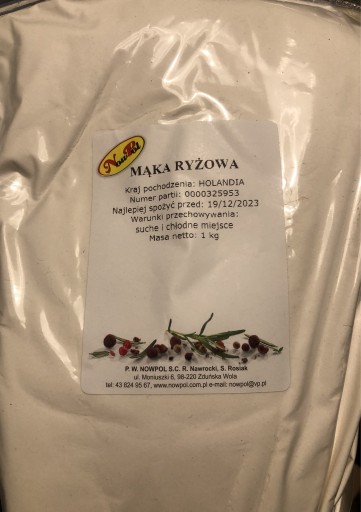 NowPol
MĄKA RYŻOWA
Kraj pochodzenia: HOLANDIA
Numer partii: 0000325953
Najlepiej spożyć przed: 19/12/2023
Warunki przechowywania:
suche i chłodne miejsce
Masa netto: 1 kg
P. W. NOWPOL S.C. R. Nawrocki, S. Rosiak
ul. Moniuszki 6, 98-220 Zduńska Wola
tel: 43 824 95 67, www.nowpol.com.pl e-mail: nowpol@vp.pl